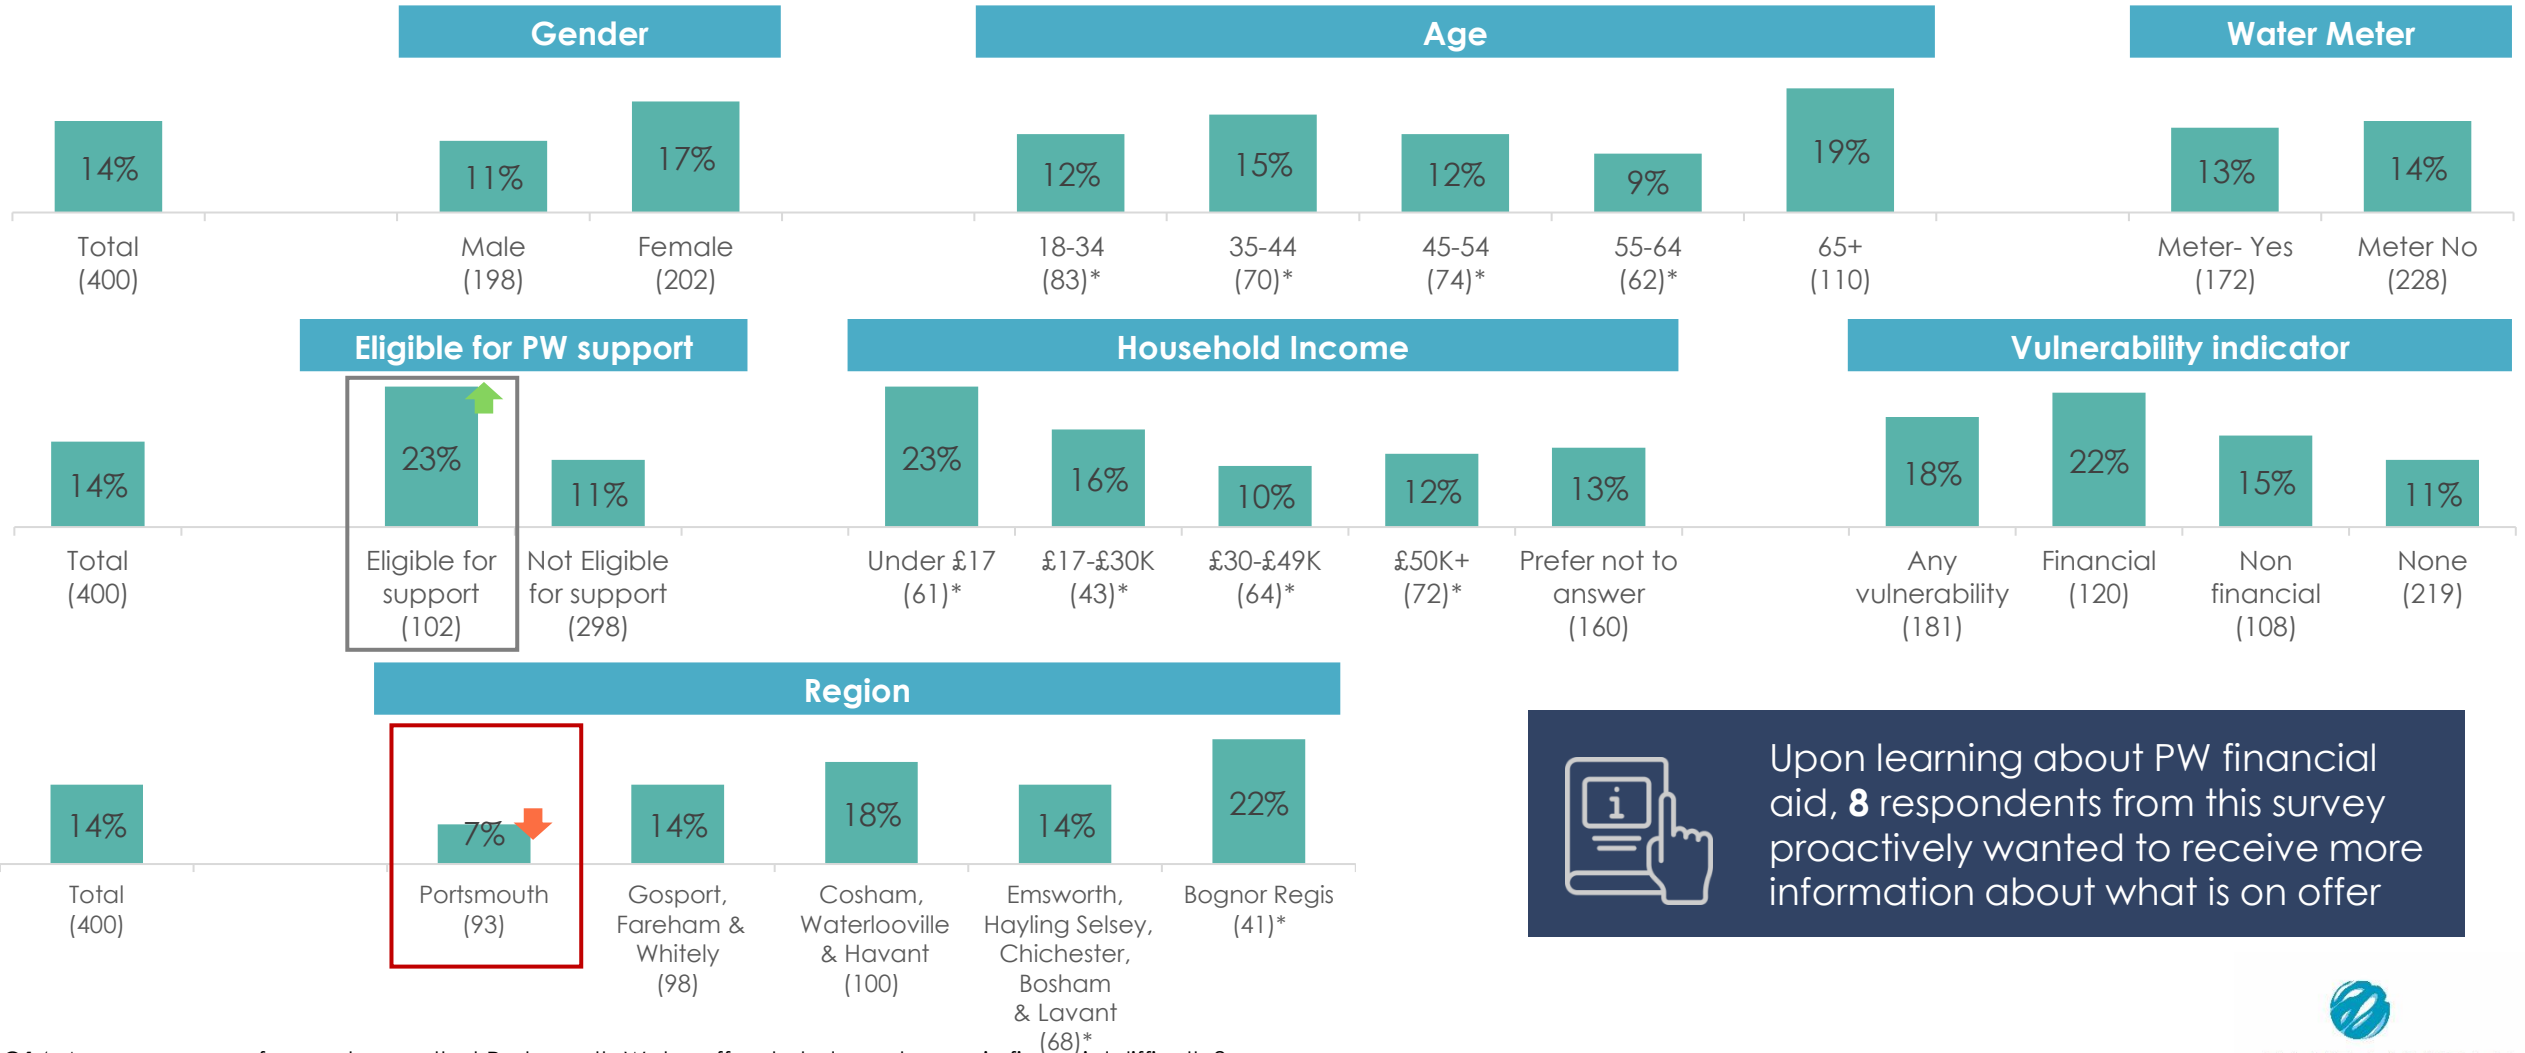 Gender
Age
Water Meter
14%
11%
17%
12%
15%
12%
9%
19%
13%
14%
Total
(400)
Male
(198)
Female
(202)
18-34
(83)*
35-44
(70)*
45-54
(74)*
55-64
(62)*
65+
(110)
Meter- Yes
(172)
Meter No
(228)
Eligible for PW support
Household Income
Vulnerability indicator
14%
23%
11%
23%
16%
10%
12%
13%
18%
22%
15%
11%
Total
(400)
Eligible for
support
(102)
Not Eligible
for support
(298)
Under £17
(61)*
£17-£30K
(43)*
£30-£49K
(64)*
£50K+
(72)*
Prefer not to
answer
(160)
Any
vulnerability
(181)
Financial
(120)
Non
financial
(108)
None
(219)
Region
14%
7%
14%
18%
14%
22%
Total
(400)
Portsmouth
(93)
Gosport,
Fareham &
Whitely
(98)
Cosham,
Waterlooville
& Havant
(100)
Emsworth,
Hayling Selsey,
Chichester,
Bosham
& Lavant
(68)*
Bognor Regis
(41)*
i
Upon learning about PW financial
aid, 8 respondents from this survey
proactively wanted to receive more
information about what is on offer